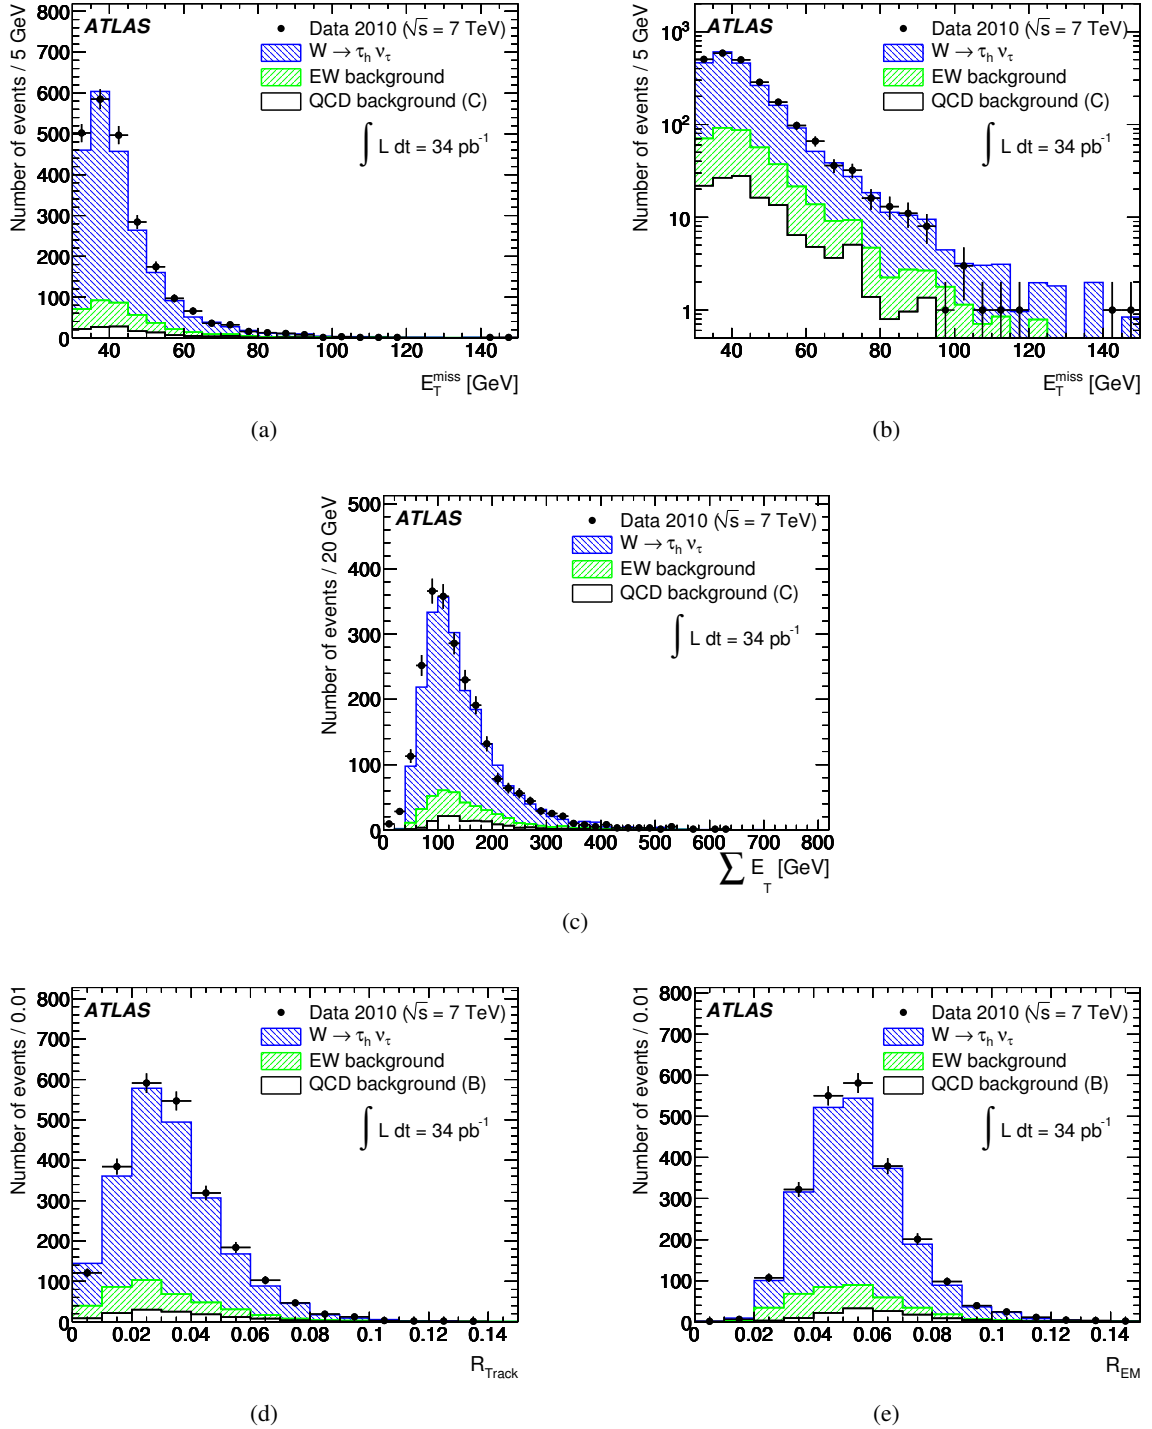 ATLAS
Data 2010 (√s = 7 TeV)
W → τh ντ
EW background
QCD background (C)
∫ L dt = 34 pb-1
Number of events / 5 GeV
800
700
600
500
400
300
200
100
0
40 60 80 100 120 140
ETmiss [GeV]
(a)
ATLAS
Data 2010 (√s = 7 TeV)
W → τh ντ
EW background
QCD background (C)
∫ L dt = 34 pb-1
Number of events / 5 GeV
10³
10²
10
1
40 60 80 100 120 140
ETmiss [GeV]
(b)
ATLAS
Data 2010 (√s = 7 TeV)
W → τh ντ
EW background
QCD background (C)
∫ L dt = 34 pb-1
Number of events / 20 GeV
500
400
300
200
100
0
0 100 200 300 400 500 600 700 800
∑ ET [GeV]
(c)
ATLAS
Data 2010 (√s = 7 TeV)
W → τh ντ
EW background
QCD background (B)
∫ L dt = 34 pb-1
Number of events / 0.01
800
700
600
500
400
300
200
100
0
0 0.02 0.04 0.06 0.08 0.1 0.12 0.14
RTrack
(d)
ATLAS
Data 2010 (√s = 7 TeV)
W → τh ντ
EW background
QCD background (B)
∫ L dt = 34 pb-1
Number of events / 0.01
800
700
600
500
400
300
200
100
0
0 0.02 0.04 0.06 0.08 0.1 0.12 0.14
REM
(e)